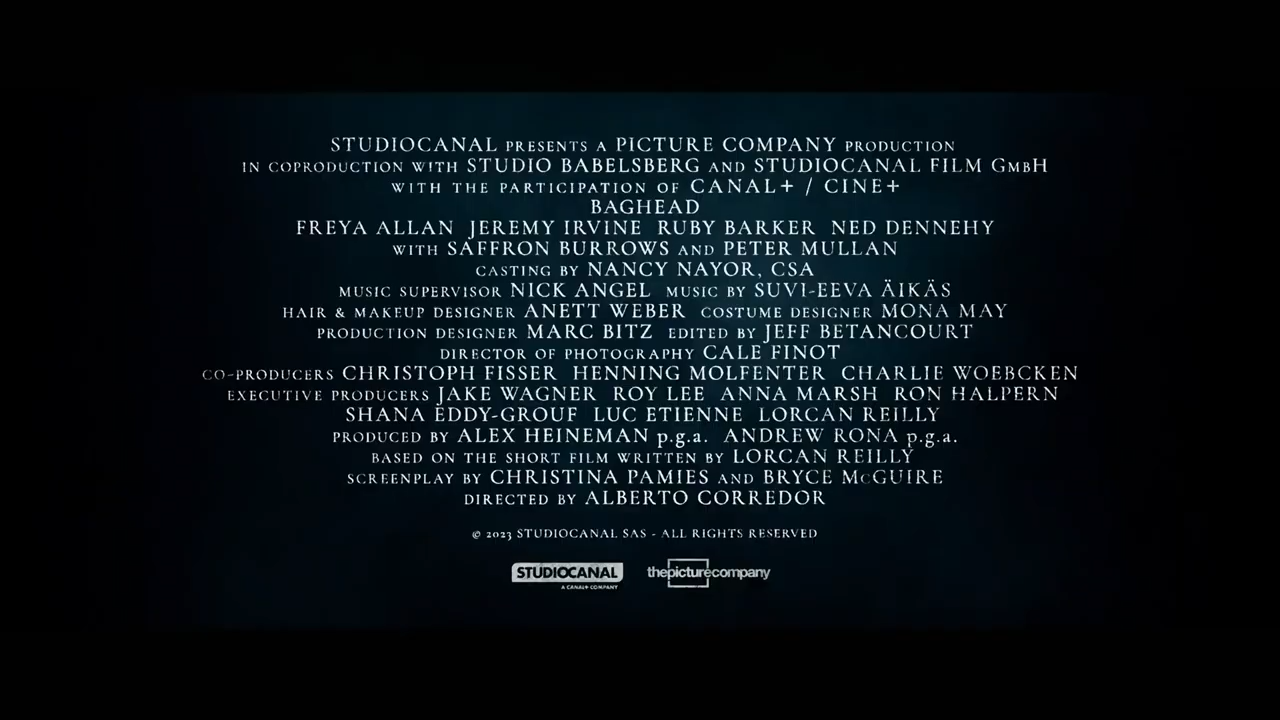 STUDIOCANAL PRESENTS A PICTURE COMPANY PRODUCTION
IN COPRODUCTION WITH STUDIO BABELSBERG AND STUDIOCANAL FILM GmbH
WITH THE PARTICIPATION OF CANAL+ / CINE+
BAGHEAD
FREYA ALLAN JEREMY IRVINE RUBY BARKER NED DENNEHY
WITH SAFFRON BURROWS AND PETER MULLAN
CASTING BY NANCY NAYOR, CSA
MUSIC SUPERVISOR NICK ANGEL MUSIC BY SUVI-EEVA ÄIKÄS
HAIR & MAKEUP DESIGNER ANETT WEBER COSTUME DESIGNER MONA MAY
PRODUCTION DESIGNER MARC BITZ EDITED BY JEFF BETANCOURT
DIRECTOR OF PHOTOGRAPHY CALE FINOT
CO-PRODUCERS CHRISTOPH FISSER HENNING MOLFENTER CHARLIE WOEBCKEN
EXECUTIVE PRODUCERS JAKE WAGNER ROY LEE ANNA MARSH RON HALPERN
SHANA EDDY-GROUF LUC ETIENNE LORCAN REILLY
PRODUCED BY ALEX HEINEMAN p.g.a. ANDREW RONA p.g.a.
BASED ON THE SHORT FILM WRITTEN BY LORCAN REILLY
SCREENPLAY BY CHRISTINA PAMIES AND BRYCE McGUIRE
DIRECTED BY ALBERTO CORREDOR
© 2023 STUDIOCANAL SAS - ALL RIGHTS RESERVED
STUDIOCANAL thepicturecompany
A CANAL+ COMPANY